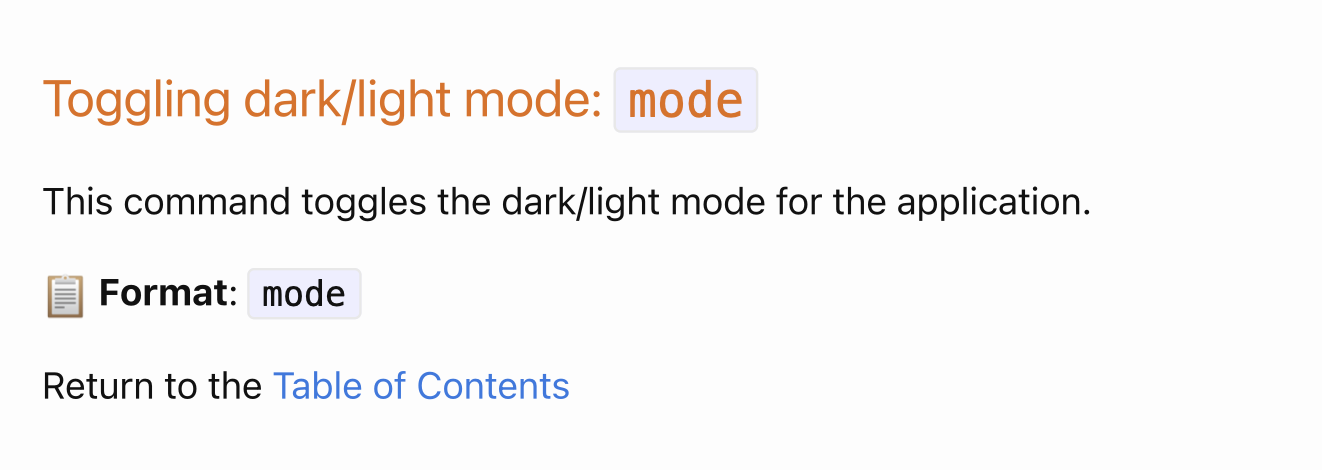 Toggling dark/light mode: mode
This command toggles the dark/light mode for the application.
📋 Format: mode
Return to the Table of Contents